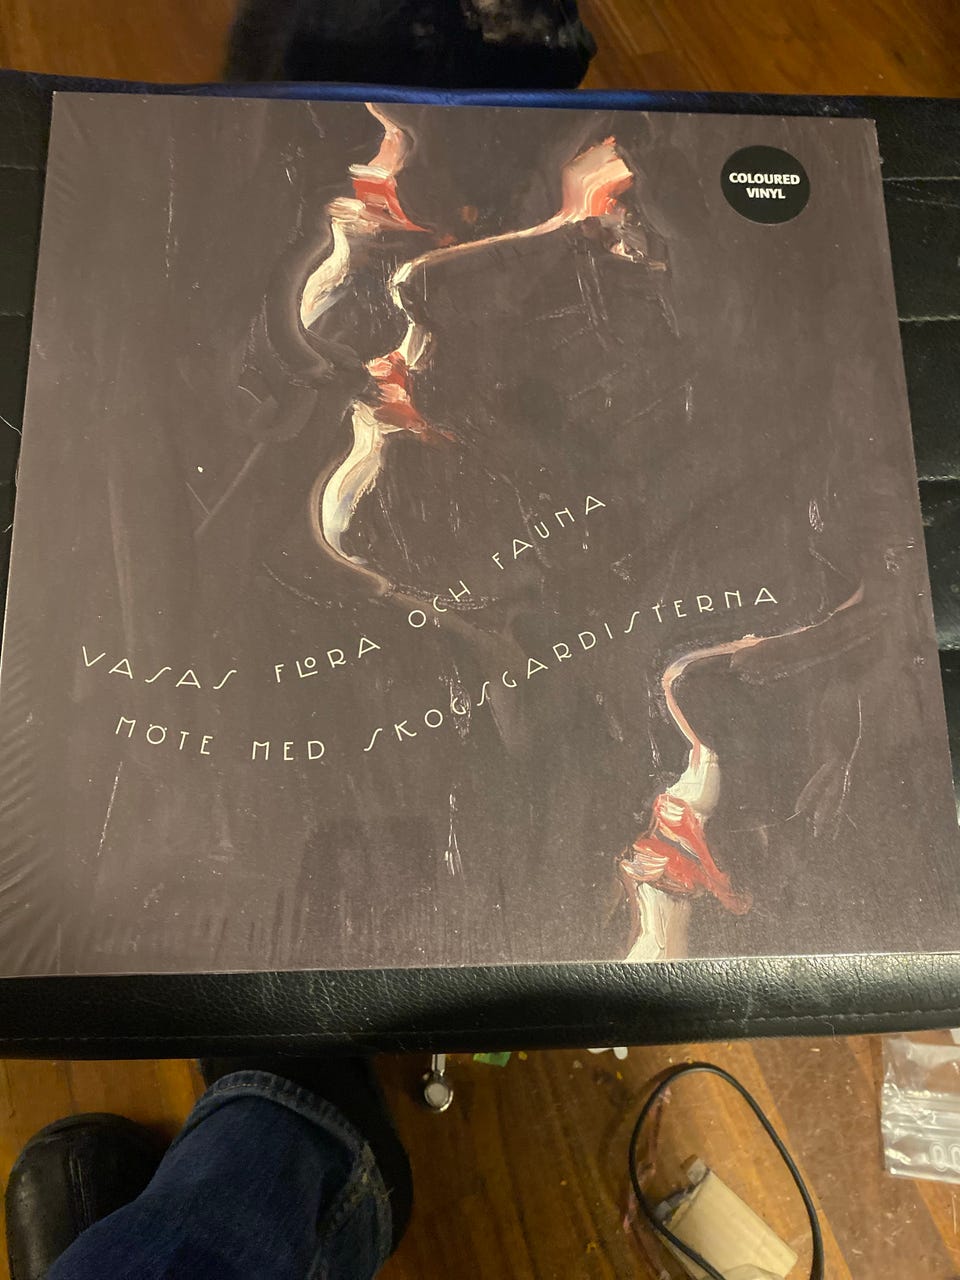 COLOURED
VINYL
VASAS FLORA OCH FAUNA
MÖTE MED SKOGSGARDISTERNA